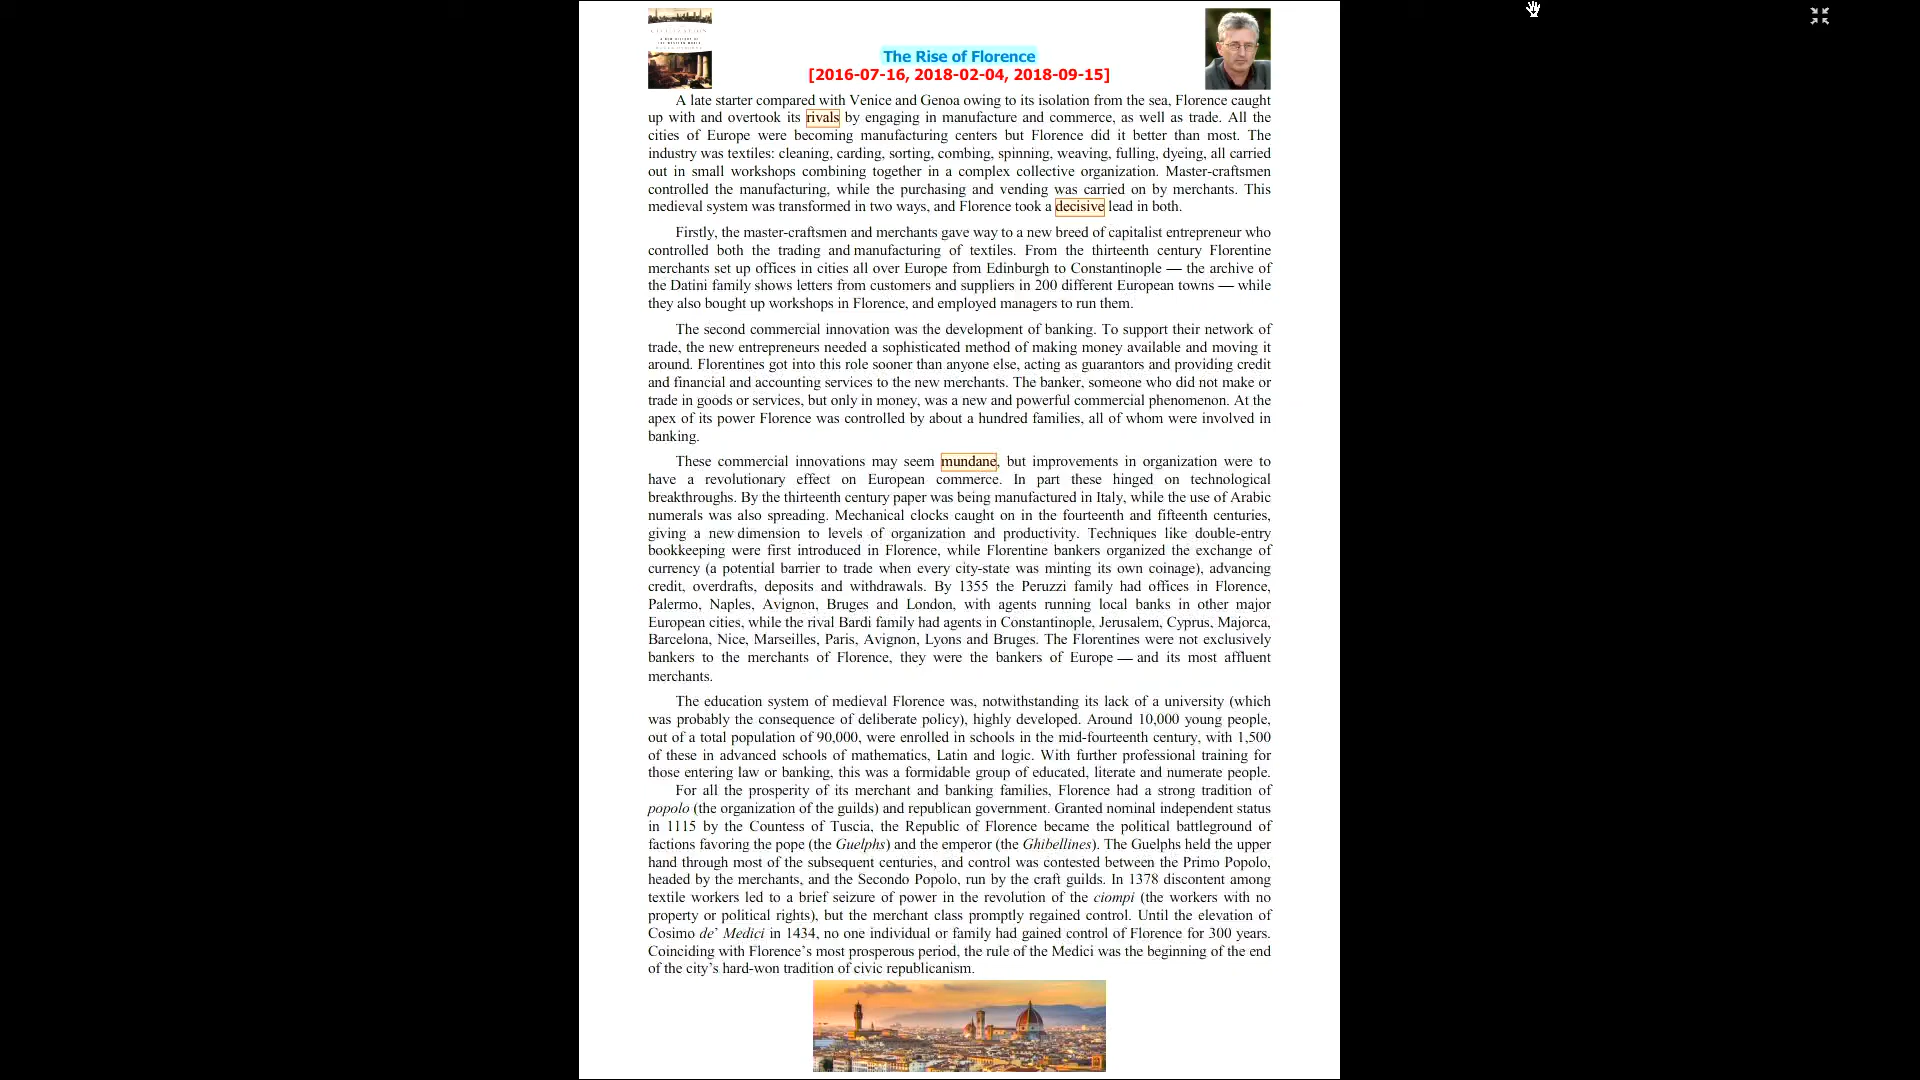 CIVILIZATION
A NEW HISTORY OF
THE WESTERN WORLD
The Rise of Florence
[2016-07-16, 2018-02-04, 2018-09-15]
A late starter compared with Venice and Genoa owing to its isolation from the sea, Florence caught
up with and overtook its rivals by engaging in manufacture and commerce, as well as trade. All the
cities of Europe were becoming manufacturing centers but Florence did it better than most. The
industry was textiles: cleaning, carding, sorting, combing, spinning, weaving, fulling, dyeing, all carried
out in small workshops combining together in a complex collective organization. Master-craftsmen
controlled the manufacturing, while the purchasing and vending was carried on by merchants. This
medieval system was transformed in two ways, and Florence took a decisive lead in both.
Firstly, the master-craftsmen and merchants gave way to a new breed of capitalist entrepreneur who
controlled both the trading and manufacturing of textiles. From the thirteenth century Florentine
merchants set up offices in cities all over Europe from Edinburgh to Constantinople — the archive of
the Datini family shows letters from customers and suppliers in 200 different European towns — while
they also bought up workshops in Florence, and employed managers to run them.
The second commercial innovation was the development of banking. To support their network of
trade, the new entrepreneurs needed a sophisticated method of making money available and moving it
around. Florentines got into this role sooner than anyone else, acting as guarantors and providing credit
and financial and accounting services to the new merchants. The banker, someone who did not make or
trade in goods or services, but only in money, was a new and powerful commercial phenomenon. At the
apex of its power Florence was controlled by about a hundred families, all of whom were involved in
banking.
These commercial innovations may seem mundane, but improvements in organization were to
have a revolutionary effect on European commerce. In part these hinged on technological
breakthroughs. By the thirteenth century paper was being manufactured in Italy, while the use of Arabic
numerals was also spreading. Mechanical clocks caught on in the fourteenth and fifteenth centuries,
giving a new dimension to levels of organization and productivity. Techniques like double-entry
bookkeeping were first introduced in Florence, while Florentine bankers organized the exchange of
currency (a potential barrier to trade when every city-state was minting its own coinage), advancing
credit, overdrafts, deposits and withdrawals. By 1355 the Peruzzi family had offices in Florence,
Palermo, Naples, Avignon, Bruges and London, with agents running local banks in other major
European cities, while the rival Bardi family had agents in Constantinople, Jerusalem, Cyprus, Majorca,
Barcelona, Nice, Marseilles, Paris, Avignon, Lyons and Bruges. The Florentines were not exclusively
bankers to the merchants of Florence, they were the bankers of Europe — and its most affluent
merchants.
The education system of medieval Florence was, notwithstanding its lack of a university (which
was probably the consequence of deliberate policy), highly developed. Around 10,000 young people,
out of a total population of 90,000, were enrolled in schools in the mid-fourteenth century, with 1,500
of these in advanced schools of mathematics, Latin and logic. With further professional training for
those entering law or banking, this was a formidable group of educated, literate and numerate people.
For all the prosperity of its merchant and banking families, Florence had a strong tradition of
popolo (the organization of the guilds) and republican government. Granted nominal independent status
in 1115 by the Countess of Tuscia, the Republic of Florence became the political battleground of
factions favoring the pope (the Guelphs) and the emperor (the Ghibellines). The Guelphs held the upper
hand through most of the subsequent centuries, and control was contested between the Primo Popolo,
headed by the merchants, and the Secondo Popolo, run by the craft guilds. In 1378 discontent among
textile workers led to a brief seizure of power in the revolution of the ciompi (the workers with no
property or political rights), but the merchant class promptly regained control. Until the elevation of
Cosimo de’ Medici in 1434, no one individual or family had gained control of Florence for 300 years.
Coinciding with Florence’s most prosperous period, the rule of the Medici was the beginning of the end
of the city’s hard-won tradition of civic republicanism.